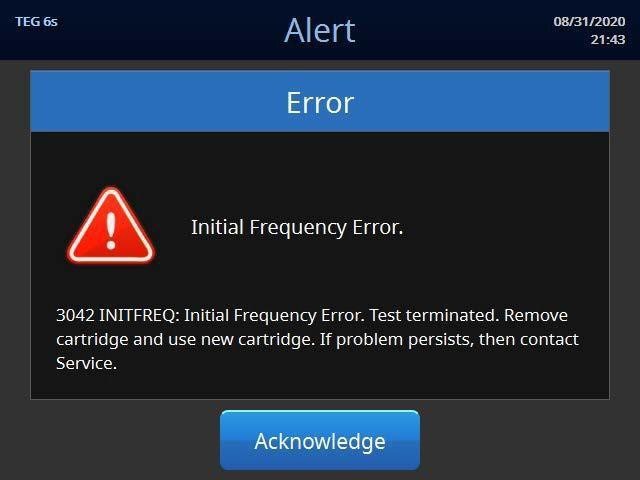 TEG 6s
Alert
08/31/2020
21:43
Error
Initial Frequency Error.
3042 INITFREQ: Initial Frequency Error. Test terminated. Remove
cartridge and use new cartridge. If problem persists, then contact
Service.
Acknowledge